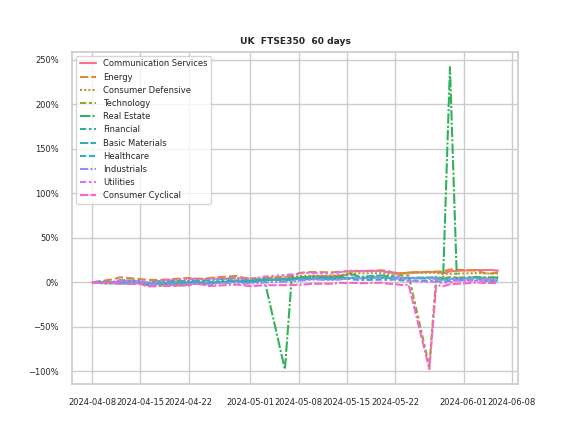 UK FTSE350 60 days
250%
200%
150%
100%
50%
0%
−50%
−100%
Communication Services
Energy
Consumer Defensive
Technology
Real Estate
Financial
Basic Materials
Healthcare
Industrials
Utilities
Consumer Cyclical
2024-04-08 2024-04-15 2024-04-22 2024-05-01 2024-05-08 2024-05-15 2024-05-22 2024-06-01 2024-06-08